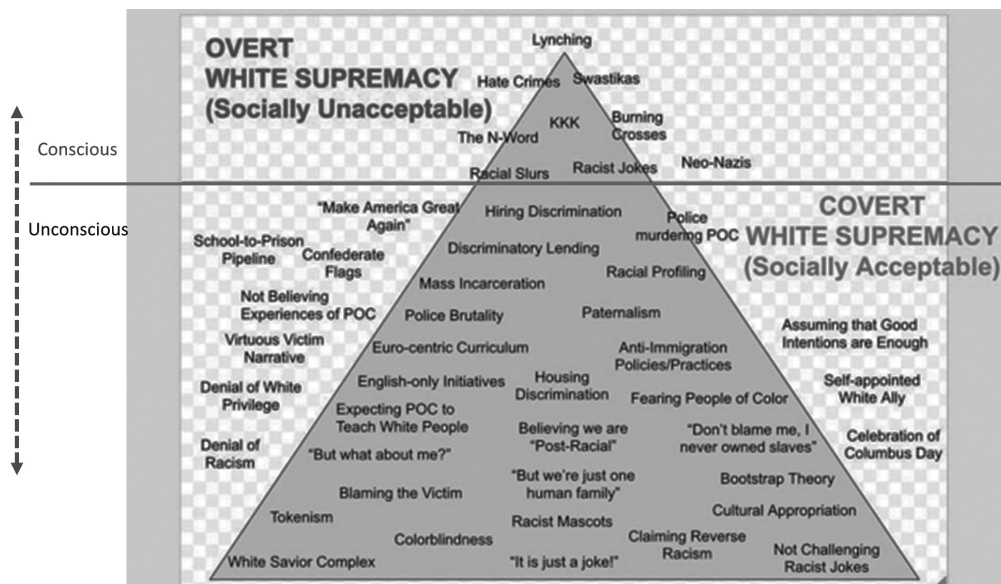 OVERT
WHITE SUPREMACY
(Socially Unacceptable)
Lynching
Hate Crimes
Swastikas
KKK
Burning
Crosses
The N-Word
Conscious
Racial Slurs
Racist Jokes
Neo-Nazis
Unconscious
COVERT
WHITE SUPREMACY
(Socially Acceptable)
"Make America Great
Again"
Hiring Discrimination
Police
murdering POC
School-to-Prison
Pipeline
Confederate
Flags
Discriminatory Lending
Racial Profiling
Mass Incarceration
Not Believing
Experiences of POC
Police Brutality
Paternalism
Assuming that Good
Intentions are Enough
Virtuous Victim
Narrative
Euro-centric Curriculum
Anti-Immigration
Policies/Practices
Denial of White
Privilege
English-only Initiatives
Housing
Discrimination
Fearing People of Color
Self-appointed
White Ally
Expecting POC to
Teach White People
Believing we are
"Post-Racial"
"Don't blame me, I
never owned slaves"
Celebration of
Columbus Day
Denial of
Racism
"But what about me?"
"But we're just one
human family"
Bootstrap Theory
Blaming the Victim
Tokenism
Racist Mascots
Cultural Appropriation
Colorblindness
Claiming Reverse
Racism
White Savior Complex
"It is just a joke!"
Not Challenging
Racist Jokes